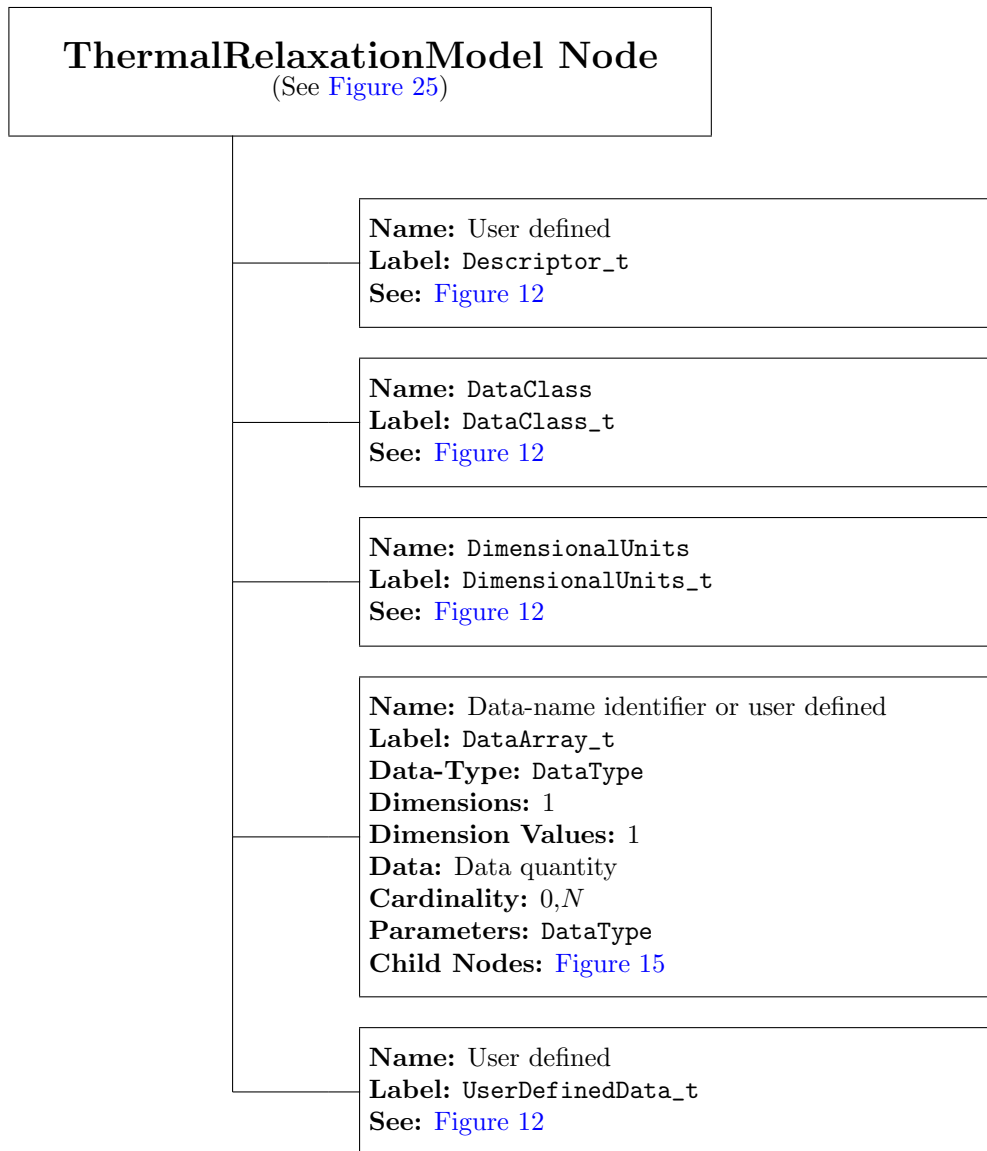 ThermalRelaxationModel Node
(See Figure 25)
Name: User defined
Label: Descriptor_t
See: Figure 12
Name: DataClass
Label: DataClass_t
See: Figure 12
Name: DimensionalUnits
Label: DimensionalUnits_t
See: Figure 12
Name: Data-name identifier or user defined
Label: DataArray_t
Data-Type: DataType
Dimensions: 1
Dimension Values: 1
Data: Data quantity
Cardinality: 0,N
Parameters: DataType
Child Nodes: Figure 15
Name: User defined
Label: UserDefinedData_t
See: Figure 12